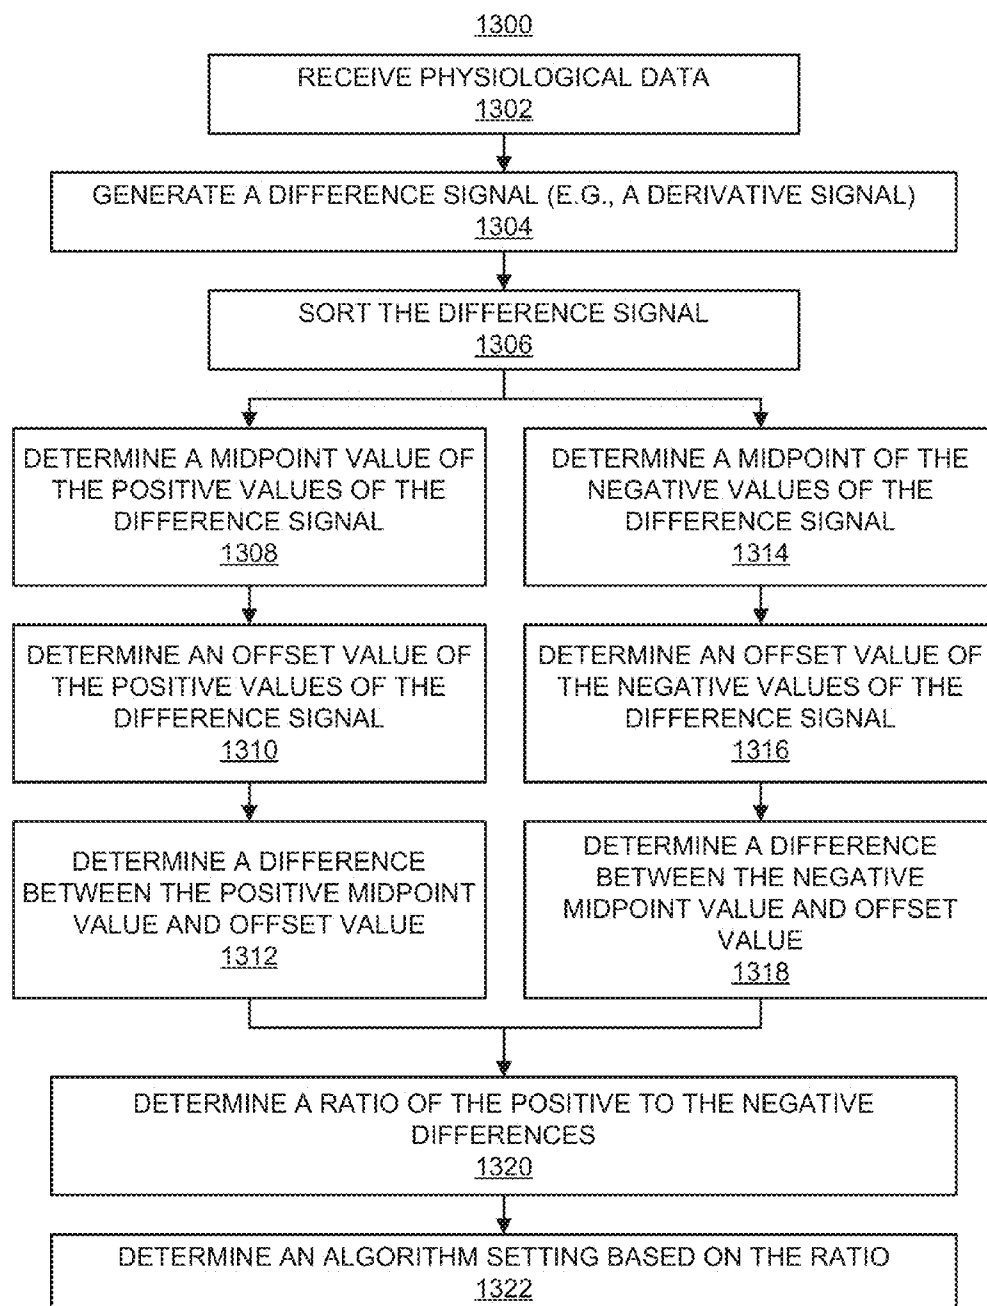 1300
RECEIVE PHYSIOLOGICAL DATA
1302
GENERATE A DIFFERENCE SIGNAL (E.G., A DERIVATIVE SIGNAL)
1304
SORT THE DIFFERENCE SIGNAL
1306
DETERMINE A MIDPOINT VALUE OF
THE POSITIVE VALUES OF THE
DIFFERENCE SIGNAL
1308
DETERMINE A MIDPOINT OF THE
NEGATIVE VALUES OF THE
DIFFERENCE SIGNAL
1314
DETERMINE AN OFFSET VALUE OF
THE POSITIVE VALUES OF THE
DIFFERENCE SIGNAL
1310
DETERMINE AN OFFSET VALUE OF
THE NEGATIVE VALUES OF THE
DIFFERENCE SIGNAL
1316
DETERMINE A DIFFERENCE
BETWEEN THE POSITIVE MIDPOINT
VALUE AND OFFSET VALUE
1312
DETERMINE A DIFFERENCE
BETWEEN THE NEGATIVE
MIDPOINT VALUE AND OFFSET
VALUE
1318
DETERMINE A RATIO OF THE POSITIVE TO THE NEGATIVE
DIFFERENCES
1320
DETERMINE AN ALGORITHM SETTING BASED ON THE RATIO
1322